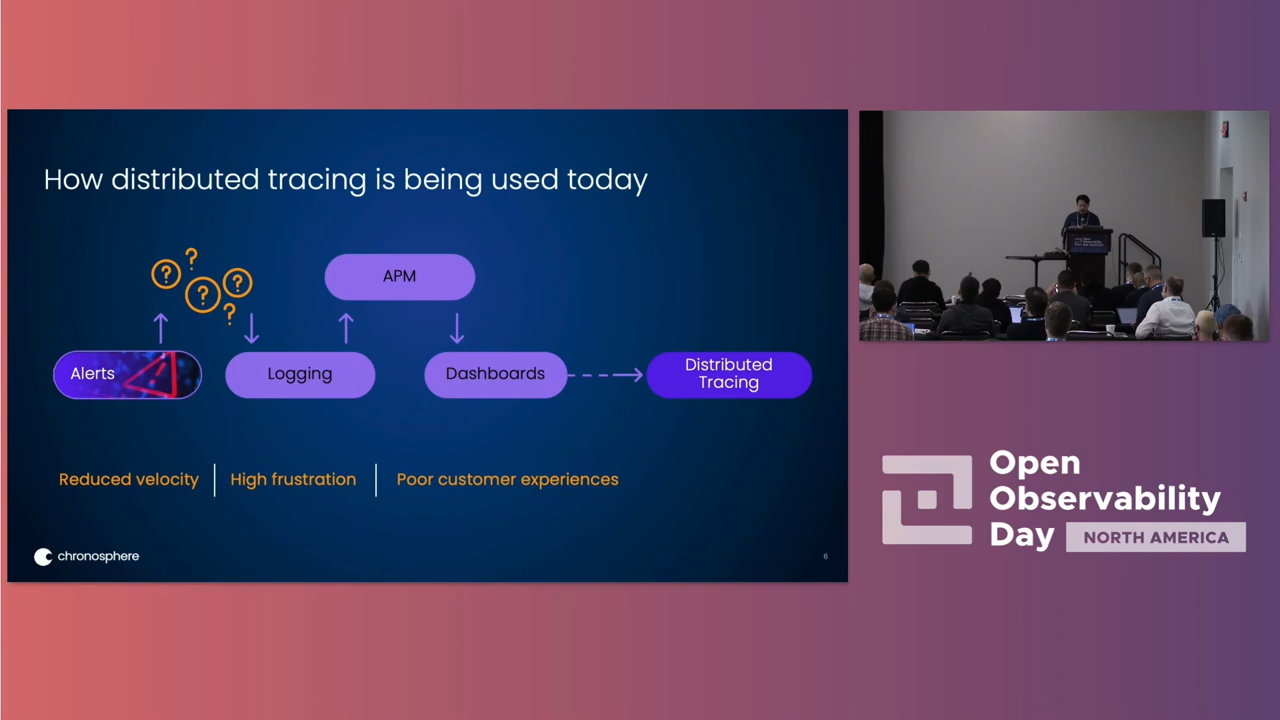 How distributed tracing is being used today
? ? ? ? ?
APM
Alerts
Logging
Dashboards
Distributed
Tracing
Reduced velocity
High frustration
Poor customer experiences
chronosphere
6
Open
Observability
Day
NORTH AMERICA